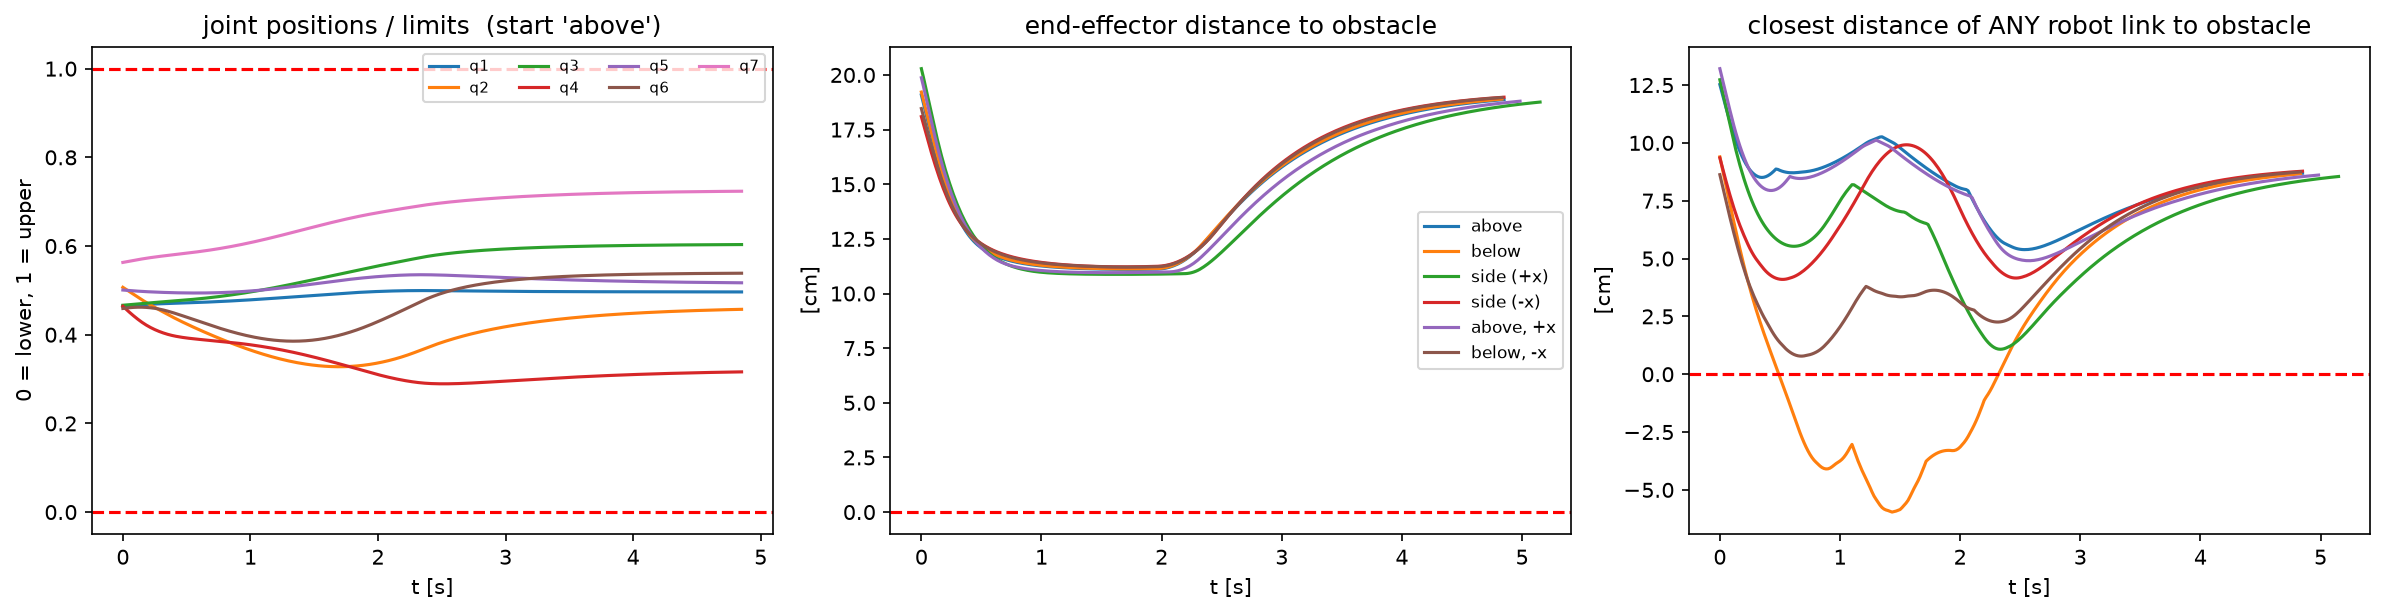 joint positions / limits  (start 'above')
q1 q3 q5 q7
q2 q4 q6
1.0
0.8
0.6
0.4
0.2
0.0
0 = lower, 1 = upper
0 1 2 3 4 5
t [s]
end-effector distance to obstacle
20.0
17.5
15.0
12.5
10.0
7.5
5.0
2.5
0.0
[cm]
above
below
side (+x)
side (-x)
above, +x
below, -x
0 1 2 3 4 5
t [s]
closest distance of ANY robot link to obstacle
12.5
10.0
7.5
5.0
2.5
0.0
−2.5
−5.0
[cm]
0 1 2 3 4 5
t [s]